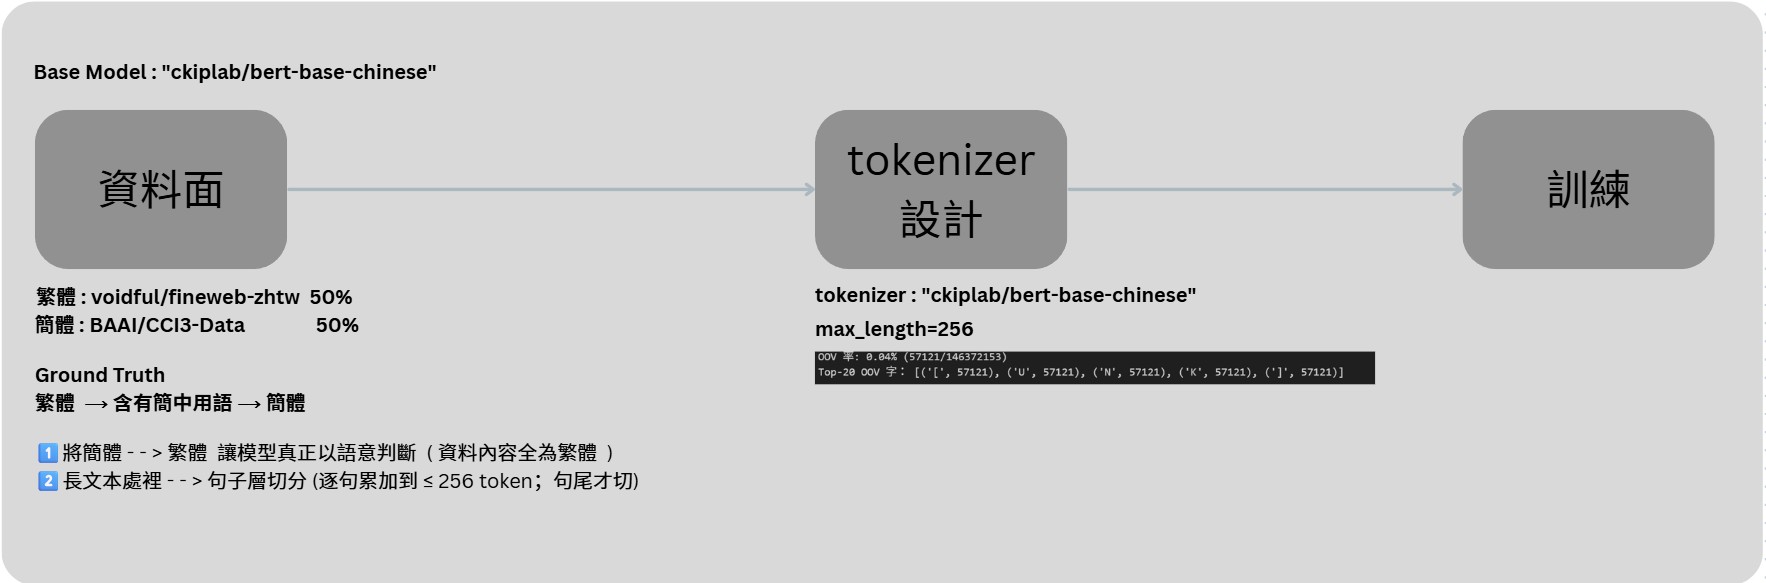 Base Model : "ckiplab/bert-base-chinese"
資料面
tokenizer
設計
訓練
繁體 : voidful/fineweb-zhtw 50%
簡體 : BAAI/CCI3-Data 50%
Ground Truth
繁體 → 含有簡中用語 → 簡體
1 將簡體 - - > 繁體 讓模型真正以語意判斷 ( 資料內容全為繁體 )
2 長文本處裡 - - > 句子層切分 (逐句累加到 ≤ 256 token；句尾才切)
tokenizer : "ckiplab/bert-base-chinese"
max_length=256
OOV 率: 0.04% (57121/146372153)
Top-20 OOV 字： [('[', 57121), ('U', 57121), ('N', 57121), ('K', 57121), (']', 57121)]